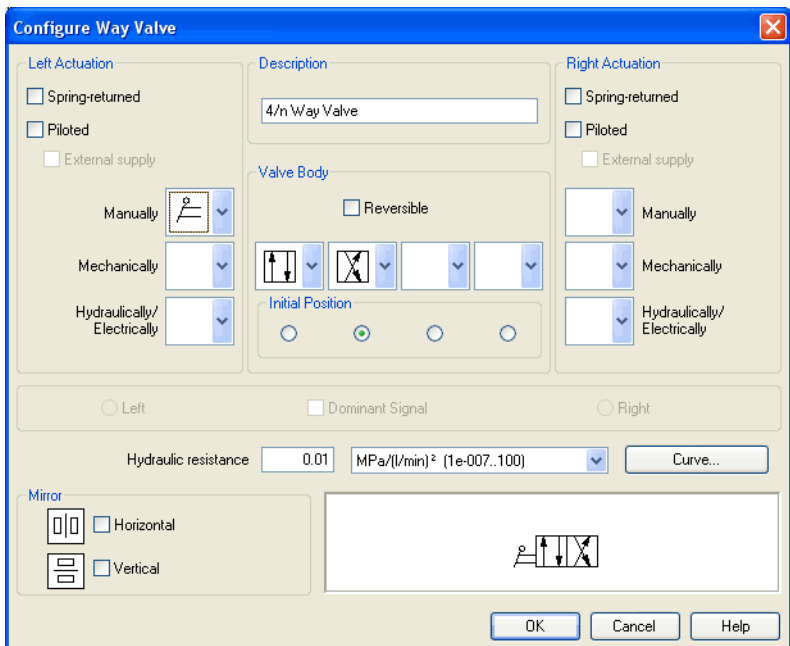 Configure Way Valve
Left Actuation
Spring-returned
Piloted
External supply
Manually
Mechanically
Hydraulically/
Electrically
Description
4/n Way Valve
Valve Body
Reversible
Initial Position
Right Actuation
Spring-returned
Piloted
External supply
Manually
Mechanically
Hydraulically/
Electrically
Left
Dominant Signal
Right
Hydraulic resistance
0.01
MPa/(l/min)² (1e-007..100)
Curve...
Mirror
Horizontal
Vertical
OK
Cancel
Help